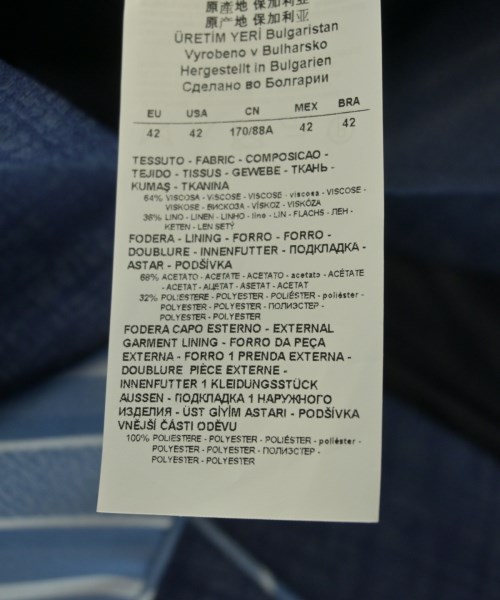 原產地 保加利亚
原产地 保加利亚
ÜRETİM YERİ Bulgaristan
Vyrobeno v Bulharsko
Hergestellt in Bulgarien
Сделано во Болгарии
EU USA CN MEX BRA
42 42 170/88A 42 42
TESSUTO - FABRIC - COMPOSICAO -
TEJIDO - TISSUS - GEWEBE - ТКАНЬ -
KUMAŞ - TKANINA
64% VISCOSA - VISCOSE - VISCOSE - viscosa - VISCOSE -
VISKOSE - ВИСКОЗА - VİSKOZ - VISKÓZA
36% LINO - LINEN - LINHO - lino - LIN - FLACHS - ЛЕН -
KETEN - LEN SETÝ
FODERA - LINING - FORRO - FORRO -
DOUBLURE - INNENFUTTER - ПОДКЛАДКА -
ASTAR - PODŠÍVKA
68% ACETATO - ACETATE - ACETATO - acetato - ACÉTATE
- ACETAT - АЦЕТАТ - ASETAT - ACETAT
32% POLIESTERE - POLYESTER - POLIÉSTER - poliéster -
POLYESTER - POLYESTER - ПОЛИЭСТЕР -
POLYESTER - POLYESTER
FODERA CAPO ESTERNO - EXTERNAL
GARMENT LINING - FORRO DA PEÇA
EXTERNA - FORRO 1 PRENDA EXTERNA -
DOUBLURE PIÈCE EXTERNE -
INNENFUTTER 1 KLEIDUNGSSTÜCK
AUSSEN - ПОДКЛАДКА 1 НАРУЖНОГО
ИЗДЕЛИЯ - ÜST GİYİM ASTARI - PODŠÍVKA
VNĚJŠÍ ČÁSTI ODĚVU
100% POLIESTERE - POLYESTER - POLIÉSTER - poliéster -
POLYESTER - POLYESTER - ПОЛИЭСТЕР -
POLYESTER - POLYESTER